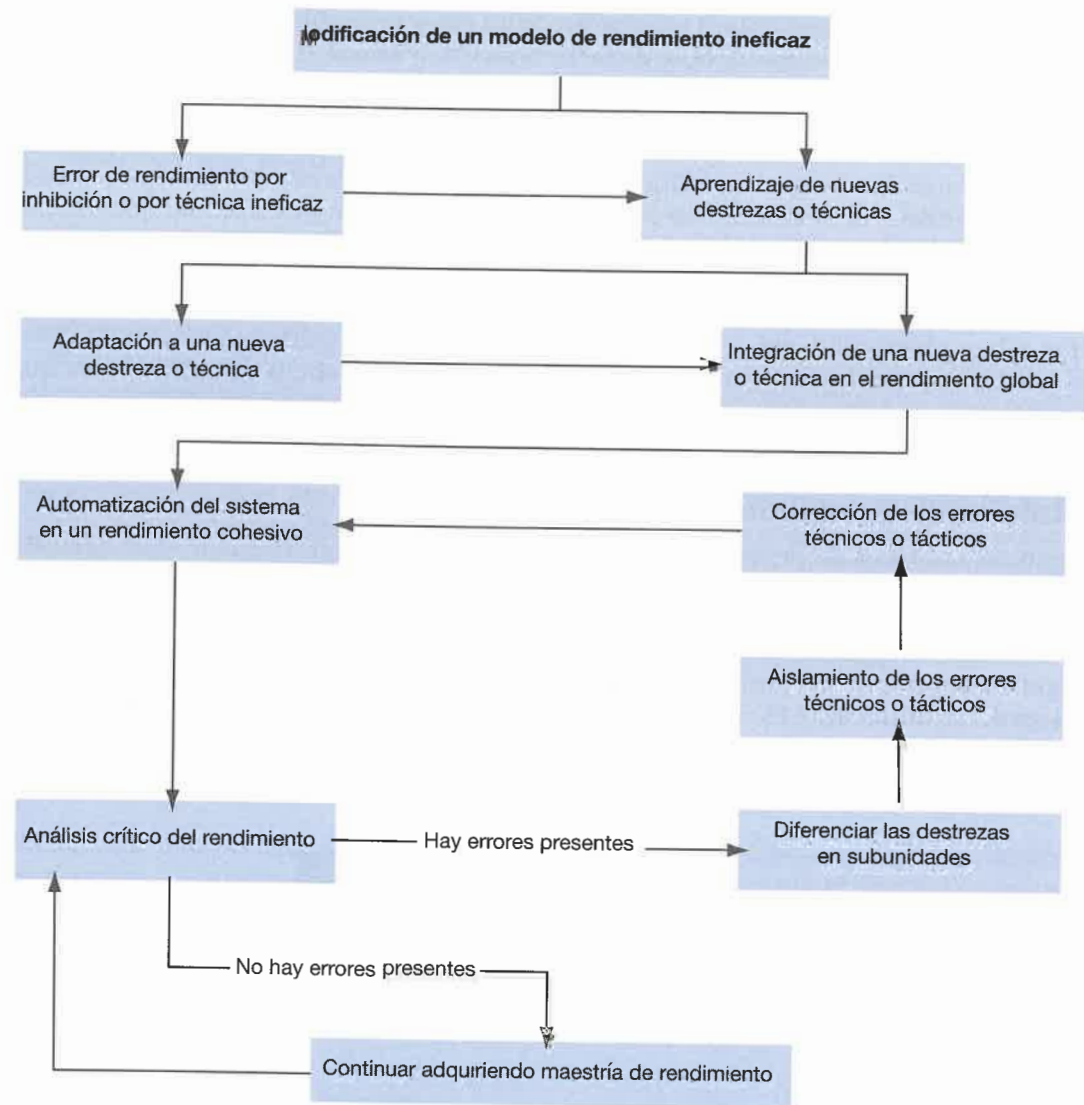 Modificación de un modelo de rendimiento ineficaz
Error de rendimiento por
inhibición o por técnica ineficaz
Aprendizaje de nuevas
destrezas o técnicas
Adaptación a una nueva
destreza o técnica
Integración de una nueva destreza
o técnica en el rendimiento global
Automatización del sistema
en un rendimiento cohesivo
Corrección de los errores
técnicos o tácticos
Aislamiento de los errores
técnicos o tácticos
Análisis crítico del rendimiento
Hay errores presentes
Diferenciar las destrezas
en subunidades
No hay errores presentes
Continuar adquiriendo maestría de rendimiento